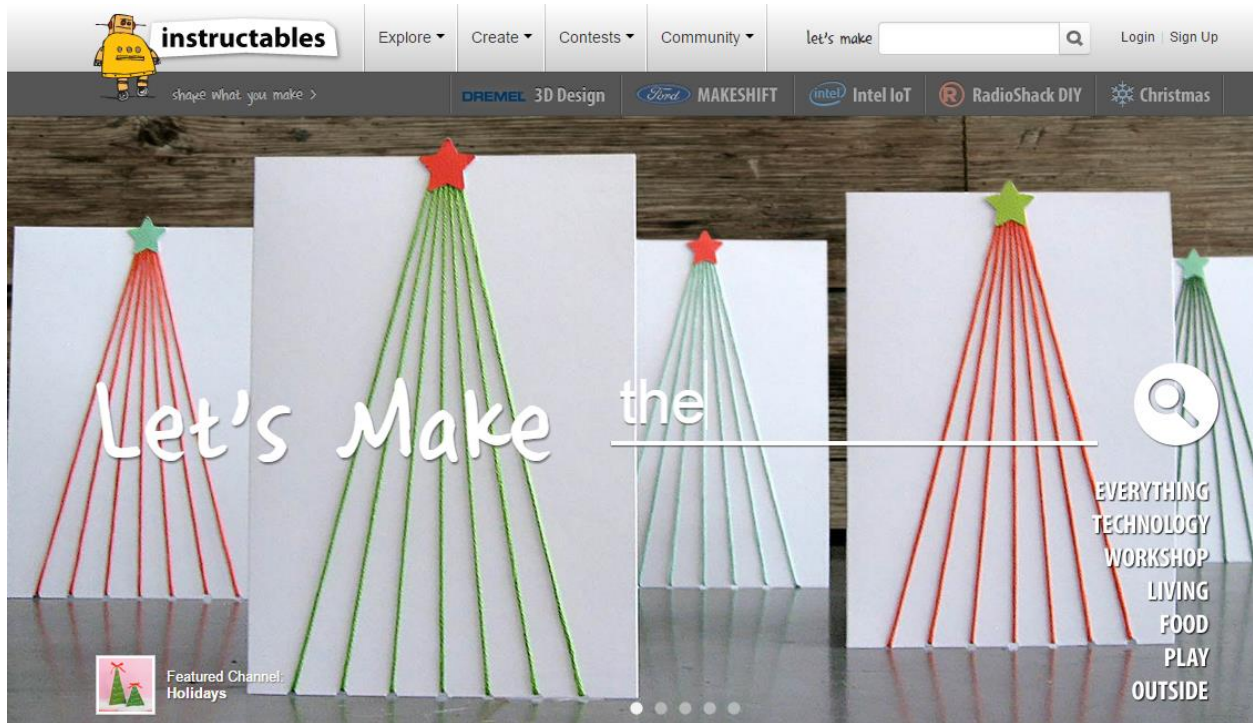 instructables
Explore
Create
Contests
Community
let's make
Login | Sign Up
share what you make >
DREMEL 3D Design
Ford MAKESHIFT
intel Intel IoT
R RadioShack DIY
Christmas
Let's Make the
EVERYTHING
TECHNOLOGY
WORKSHOP
LIVING
FOOD
PLAY
OUTSIDE
Featured Channel:
Holidays